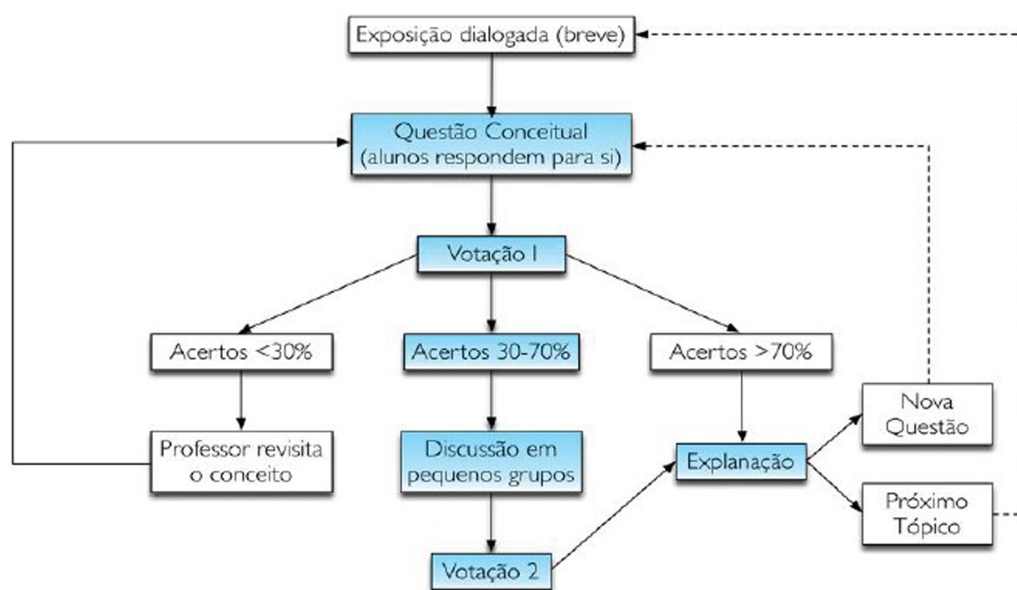 Exposição dialogada (breve)
Questão Conceitual
(alunos respondem para si)
Votação 1
Acertos <30%
Acertos 30-70%
Acertos >70%
Professor revisita
o conceito
Discussão em
pequenos grupos
Explanação
Nova
Questão
Próximo
Tópico
Votação 2